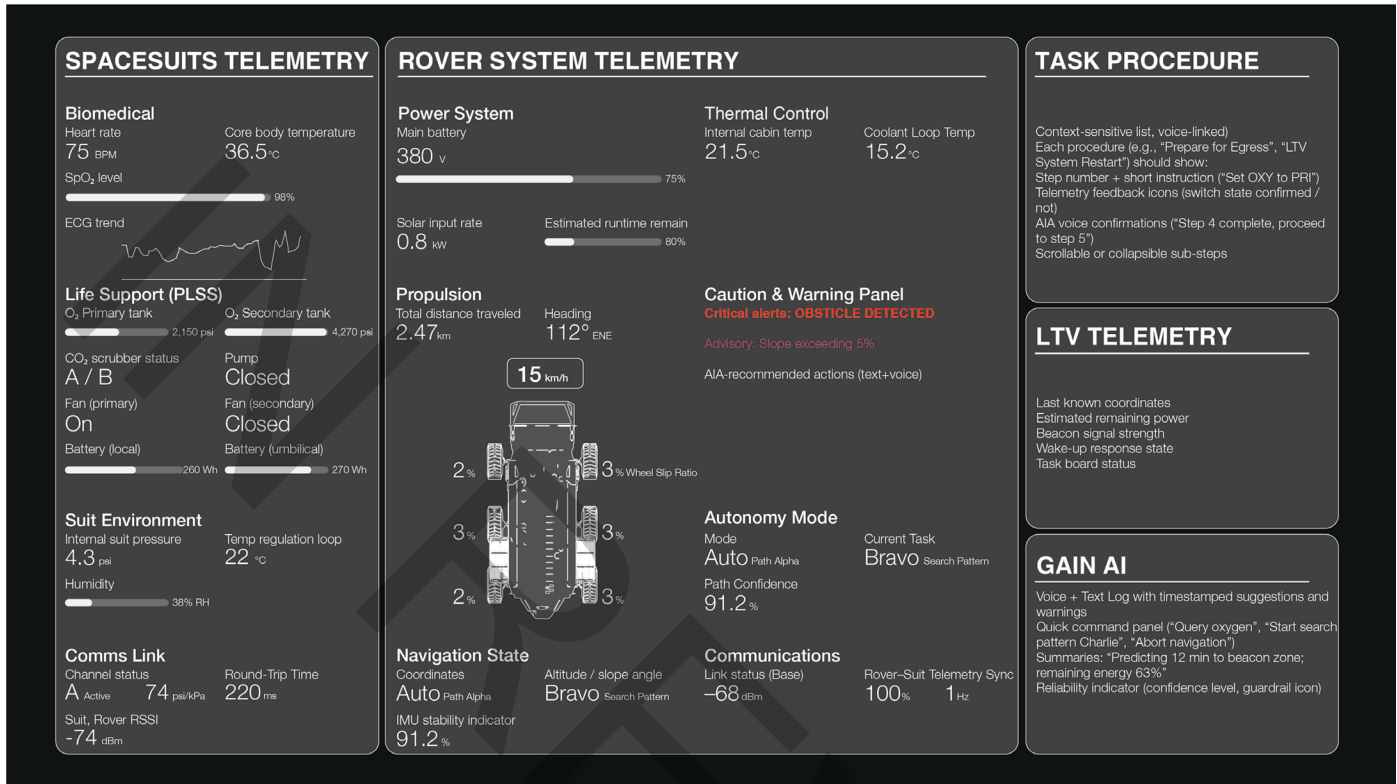 SPACESUITS TELEMETRY
Biomedical
Heart rate
75 BPM
Core body temperature
36.5°C
SpO₂ level
98%
ECG trend
Life Support (PLSS)
O₂ Primary tank
2,150 psi
O₂ Secondary tank
4,270 psi
CO₂ scrubber status
A / B
Pump
Closed
Fan (primary)
On
Fan (secondary)
Closed
Battery (local)
260 Wh
Battery (umbilical)
270 Wh
Suit Environment
Internal suit pressure
4.3 psi
Temp regulation loop
22 °C
Humidity
38% RH
Comms Link
Channel status
A Active 74 psi/kPa
Round-Trip Time
220 ms
Suit, Rover RSSI
-74 dBm
ROVER SYSTEM TELEMETRY
Power System
Main battery
380 V
75%
Solar input rate
0.8 kW
Estimated runtime remain
80%
Propulsion
Total distance traveled
2.47km
Heading
112° ENE
15 km/h
2% 3% Wheel Slip Ratio
3% 3%
2% 3%
Navigation State
Coordinates
Auto Path Alpha
Altitude / slope angle
Bravo Search Pattern
IMU stability indicator
91.2%
Thermal Control
Internal cabin temp
21.5°C
Coolant Loop Temp
15.2°C
Caution & Warning Panel
Critical alerts: OBSTICLE DETECTED
Advisory: Slope exceeding 5%
AIA-recommended actions (text+voice)
Autonomy Mode
Mode
Auto Path Alpha
Current Task
Bravo Search Pattern
Path Confidence
91.2%
Communications
Link status (Base)
–68 dBm
Rover–Suit Telemetry Sync
100% 1 Hz
TASK PROCEDURE
Context-sensitive list, voice-linked)
Each procedure (e.g., “Prepare for Egress”, “LTV
System Restart”) should show:
Step number + short instruction (“Set OXY to PRI”)
Telemetry feedback icons (switch state confirmed /
not)
AIA voice confirmations (“Step 4 complete, proceed
to step 5”)
Scrollable or collapsible sub-steps
LTV TELEMETRY
Last known coordinates
Estimated remaining power
Beacon signal strength
Wake-up response state
Task board status
GAIN AI
Voice + Text Log with timestamped suggestions and
warnings
Quick command panel (“Query oxygen”, “Start search
pattern Charlie”, “Abort navigation”)
Summaries: “Predicting 12 min to beacon zone;
remaining energy 63%”
Reliability indicator (confidence level, guardrail icon)